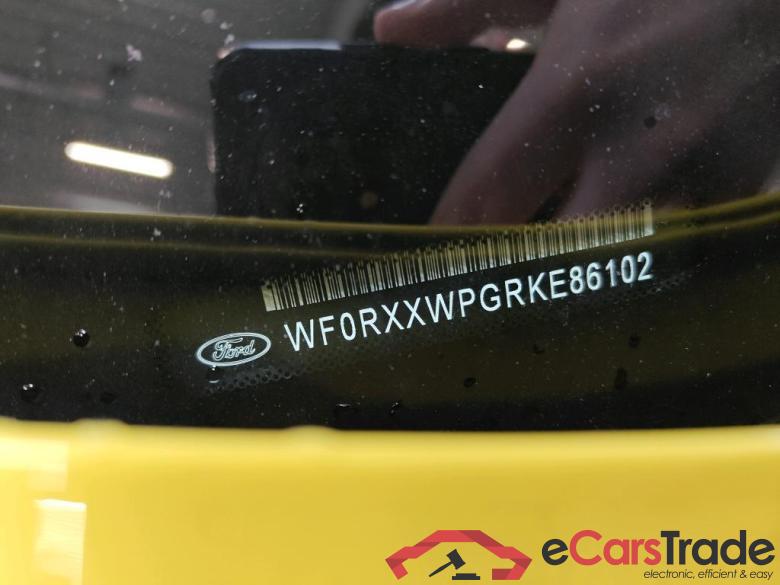 Ford
WF0RXXWPGRKE86102
eCarsTrade
electronic, efficient & easy